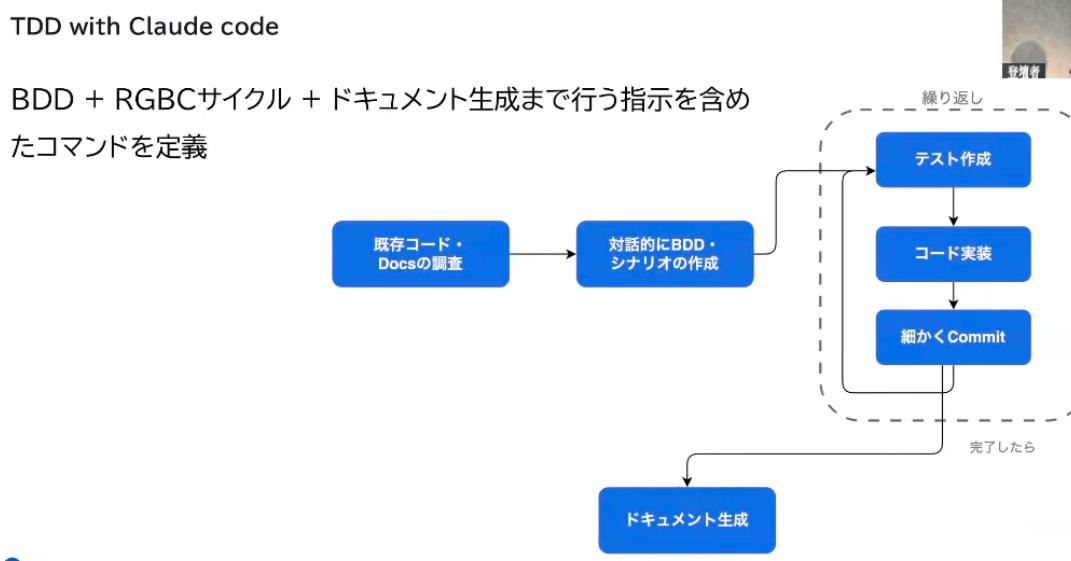 TDD with Claude code
BDD + RGBCサイクル + ドキュメント生成まで行う指示を含め
たコマンドを定義
登壇者
繰り返し
テスト作成
既存コード・
Docsの調査
対話的にBDD・
シナリオの作成
コード実装
細かくCommit
完了したら
ドキュメント生成